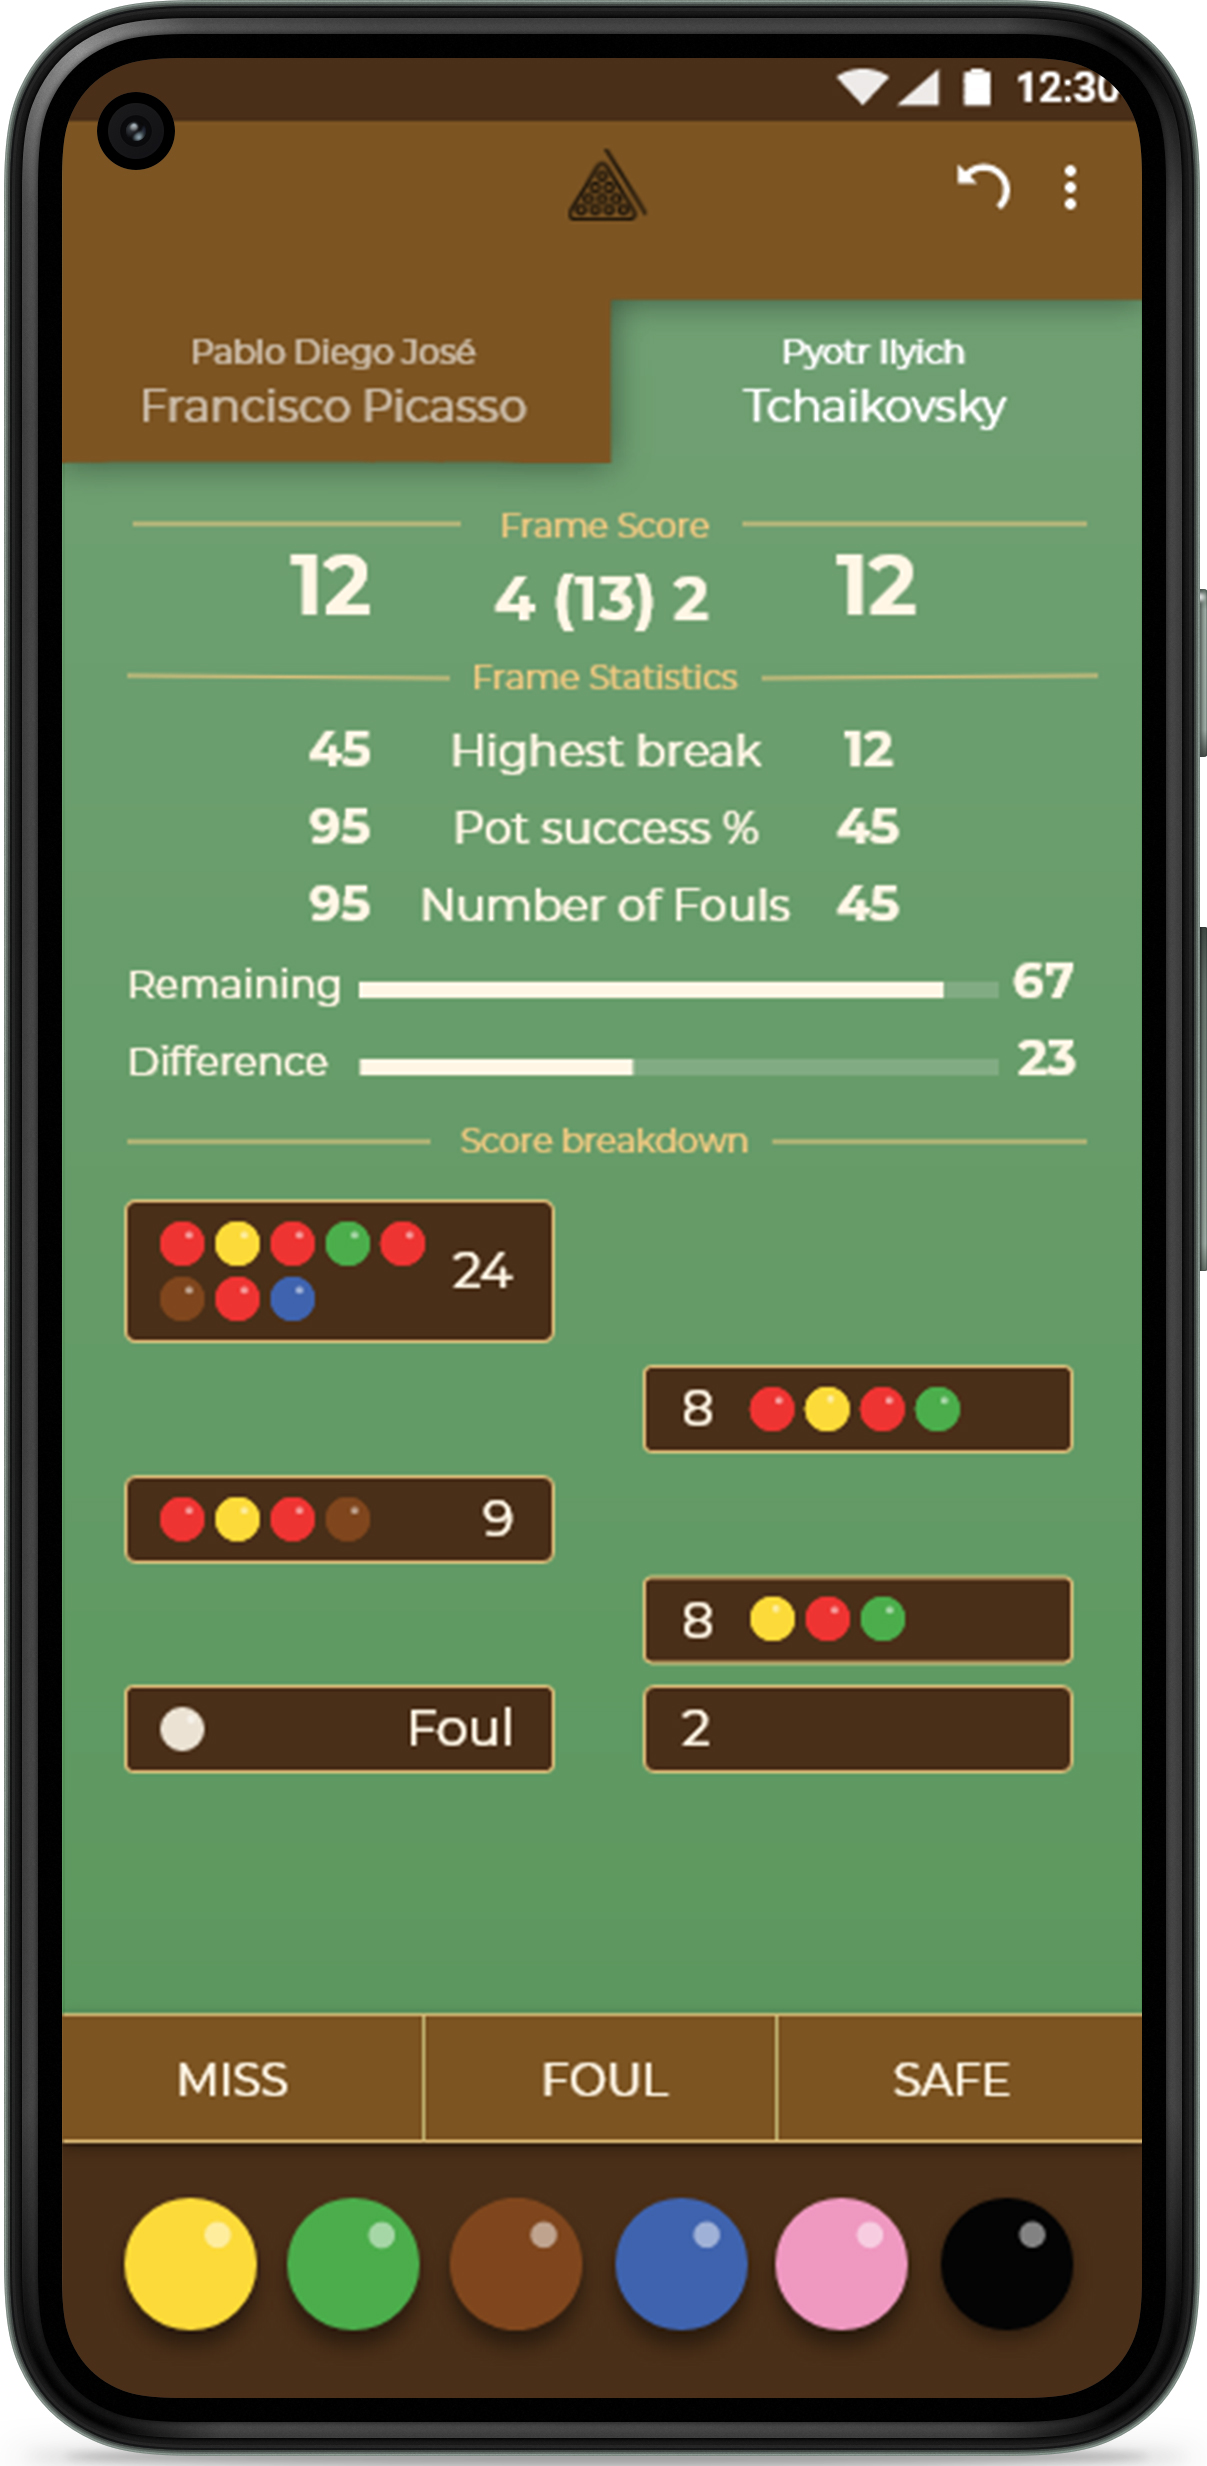 12:30
Pablo Diego José
Francisco Picasso
Pyotr Ilyich
Tchaikovsky
Frame Score
12 4 (13) 2 12
Frame Statistics
45 Highest break 12
95 Pot success % 45
95 Number of Fouls 45
Remaining 67
Difference 23
Score breakdown
24
8
9
8
Foul 2
MISS FOUL SAFE